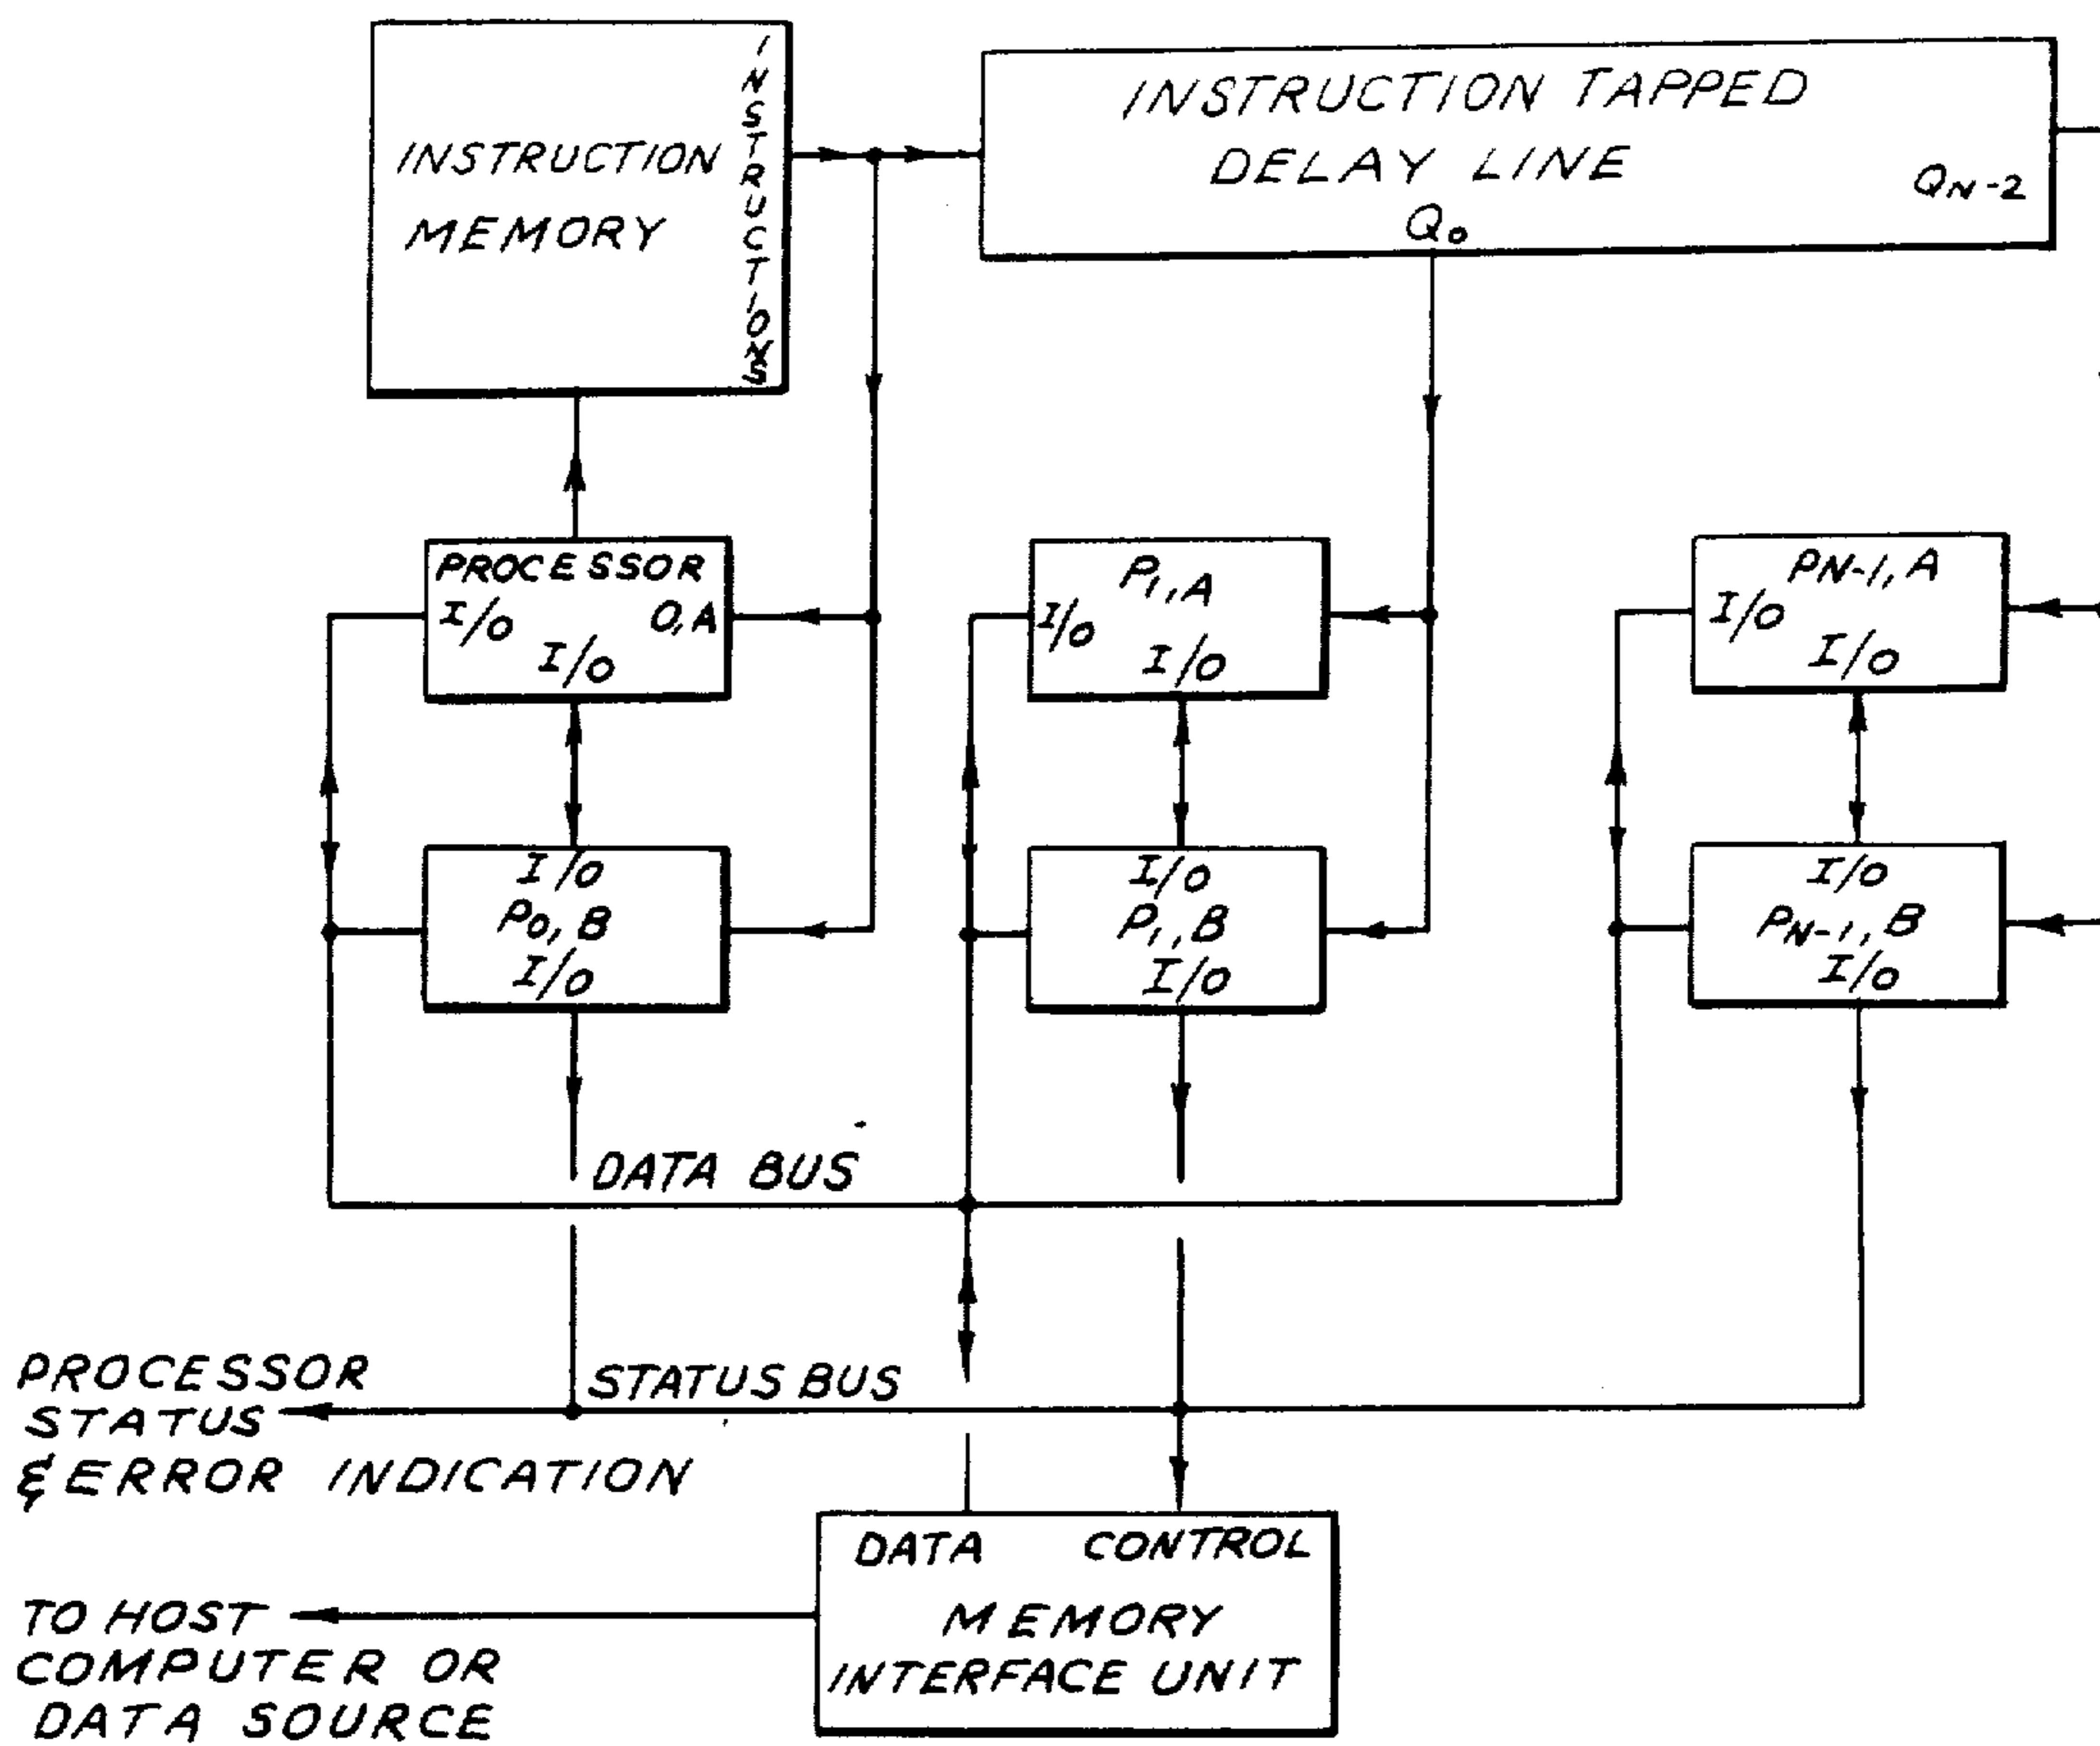 INSTRUCTION
MEMORY
INSTRUCTIONS
INSTRUCTION TAPPED
DELAY LINE
Q0
QN-2
PROCESSOR
I/O
O,A
I/O
P1,A
I/O
I/O
PN-1,A
I/O
I/O
I/O
P0,B
I/O
I/O
P1,B
I/O
I/O
PN-1,B
I/O
DATA BUS
STATUS BUS
PROCESSOR
STATUS
& ERROR INDICATION
DATA CONTROL
MEMORY
INTERFACE UNIT
TO HOST
COMPUTER OR
DATA SOURCE